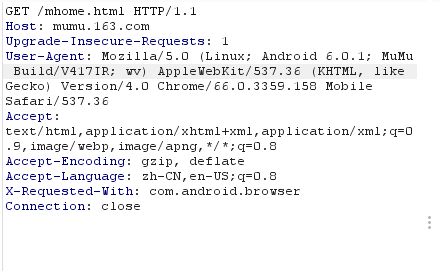 GET /mhome.html HTTP/1.1
Host: mumu.163.com
Upgrade-Insecure-Requests: 1
User-Agent: Mozilla/5.0 (Linux; Android 6.0.1; MuMu
Build/V417IR; wv) AppleWebKit/537.36 (KHTML, like
Gecko) Version/4.0 Chrome/66.0.3359.158 Mobile
Safari/537.36
Accept:
text/html,application/xhtml+xml,application/xml;q=0
.9,image/webp,image/apng,*/*;q=0.8
Accept-Encoding: gzip, deflate
Accept-Language: zh-CN,en-US;q=0.8
X-Requested-With: com.android.browser
Connection: close